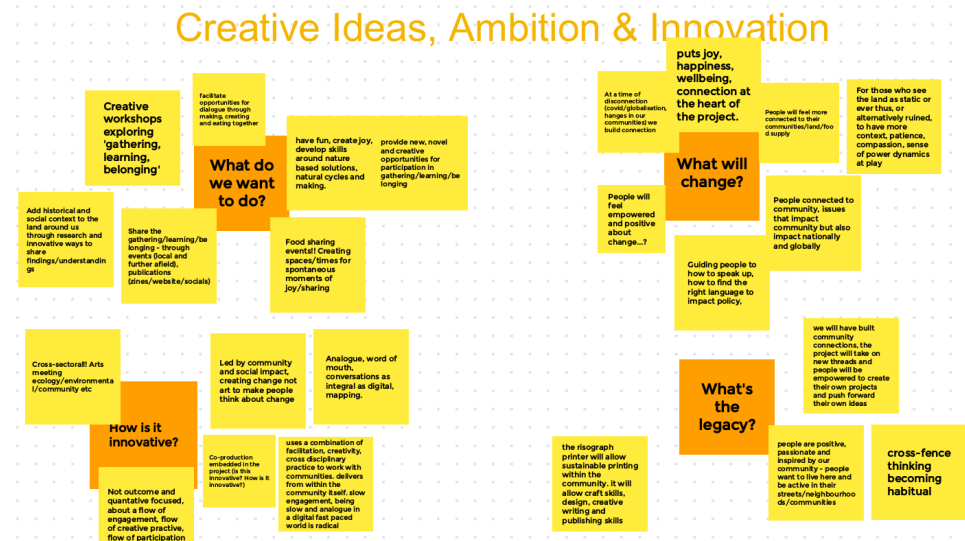 Creative Ideas, Ambition & Innovation
Creative
workshops
exploring
'gathering,
learning,
belonging'
facilitate
opportunities for
dialogue through
making, creating
and eating together
What do
we want
to do?
have fun, create joy,
develop skills
around nature
based solutions,
natural cycles and
making.
provide new, novel
and creative
opportunities for
participation in
gathering/learning/be
longing
Add historical and
social context to the
land around us
through research and
innovative ways to
share
findings/understandin
gs
Share the
gathering/learning/be
longing - through
events (local and
further afield),
publications
(zines/website/socials)
Food sharing
events!! Creating
spaces/times for
spontaneous
moments of
joy/sharing
At a time of
disconnection
(covid/globalisation,
hanges in our
communities) we
build connection
puts joy,
happiness,
wellbeing,
connection at
the heart of
the project.
People will feel more
connected to their
communities/land/foo
d supply
For those who see
the land as static or
ever thus, or
alternatively ruined,
to have more
context, patience,
compassion, sense
of power dynamics
at play
What will
change?
People will
feel
empowered
and positive
about
change...?
People connected to
community, issues
that impact
community but also
impact nationally
and globally
Guiding people to
how to speak up,
how to find the
right language to
impact policy,
Cross-sectoral!! Arts
meeting
ecology/environmenta
l/community etc
How is it
innovative?
Led by community
and social impact,
creating change not
art to make people
think about change
Analogue, word of
mouth,
conversations as
integral as digital,
mapping.
Co-production
embedded in the
project (is this
innovative? How is it
innovative?)
uses a combination of
facilitation, creativity,
cross disciplinary
practice to work with
communities. delivers
from within the
community itself. slow
engagement, being
slow and analogue in
a digital fast paced
world is radical
Not outcome and
quantative focused,
about a flow of
engagement, flow
of creative practive,
flow of participation
we will have built
community
connections, the
project will take on
new threads and
people will be
empowered to create
their own projects
and push forward
their own ideas
What's
the
legacy?
the risograph
printer will allow
sustainable printing
within the
community. it will
allow craft skills,
design, creative
writing and
publishing skills
people are positive,
passionate and
inspired by our
community - people
want to live here and
be active in their
streets/neighbourhoo
ds/communities
cross-fence
thinking
becoming
habitual